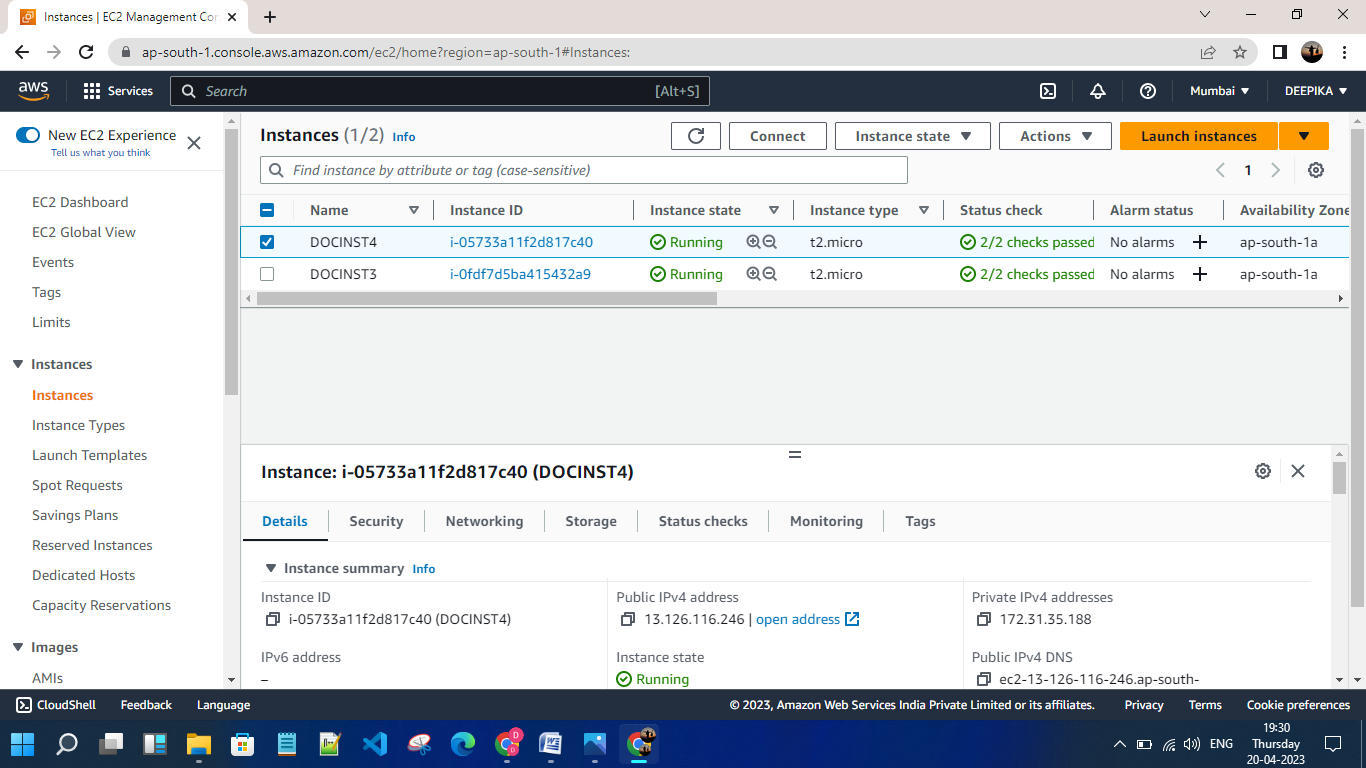 Instances | EC2 Management Con
ap-south-1.console.aws.amazon.com/ec2/home?region=ap-south-1#Instances:
aws Services Search [Alt+S] Mumbai DEEPIKA
New EC2 Experience
Tell us what you think
EC2 Dashboard
EC2 Global View
Events
Tags
Limits
Instances
Instances
Instance Types
Launch Templates
Spot Requests
Savings Plans
Reserved Instances
Dedicated Hosts
Capacity Reservations
Images
AMIs
Instances (1/2) Info Connect Instance state Actions Launch instances
Find instance by attribute or tag (case-sensitive) 1
Name Instance ID Instance state Instance type Status check Alarm status Availability Zone
DOCINST4 i-05733a11f2d817c40 Running t2.micro 2/2 checks passed No alarms ap-south-1a
DOCINST3 i-0fdf7d5ba415432a9 Running t2.micro 2/2 checks passed No alarms ap-south-1a
Instance: i-05733a11f2d817c40 (DOCINST4)
Details Security Networking Storage Status checks Monitoring Tags
Instance summary Info
Instance ID Public IPv4 address Private IPv4 addresses
i-05733a11f2d817c40 (DOCINST4) 13.126.116.246 | open address 172.31.35.188
IPv6 address Instance state Public IPv4 DNS
– Running ec2-13-126-116-246.ap-south-
CloudShell Feedback Language © 2023, Amazon Web Services India Private Limited or its affiliates. Privacy Terms Cookie preferences
D
D
ENG
19:30
Thursday
20-04-2023